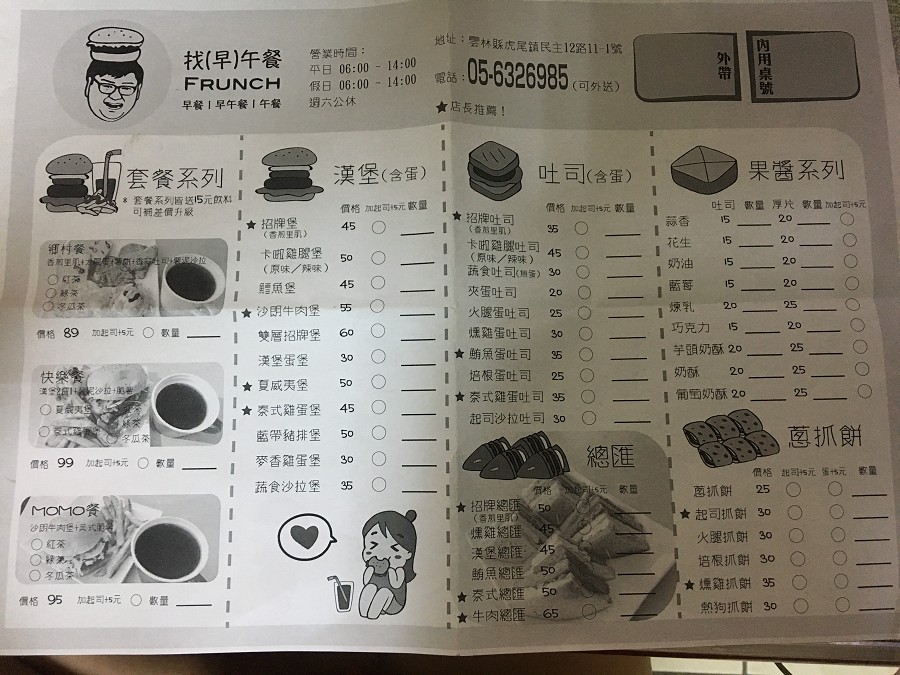 找(早)午餐
FRUNCH
早餐 | 早午餐 | 午餐
營業時間：
平日 06:00 - 14:00
假日 06:00 - 14:00
週六公休
地址：雲林縣虎尾鎮民主12路11-1號
電話：05-6326985(可外送)
★店長推薦！
外帶
內用桌號
套餐系列
* 套餐系列皆送15元飲料
可補差價升級
鄉村餐
紅茶
綠茶
冬瓜茶
價格 89 加起司+5元 數量
快樂餐
夏威夷堡
綠茶
冬瓜茶
價格 99 加起司+5元 數量
MOMO餐
紅茶
綠茶
冬瓜茶
價格 95 加起司+5元 數量
漢堡(含蛋)
價格 加起司+5元 數量
★招牌堡 45
(香煎里肌)
卡啦雞腿堡 50
(原味/辣味)
鱈魚堡 45
★沙朗牛肉堡 55
雙層招牌堡 60
漢堡蛋堡 30
★夏威夷堡 50
★泰式雞蛋堡 45
藍帶豬排堡 50
麥香雞蛋堡 30
蔬食沙拉堡 35
吐司(含蛋)
價格 加起司+5元 數量
★招牌吐司 35
(香煎里肌)
卡啦雞腿吐司 45
(原味/辣味)
蔬食吐司(無蛋) 30
夾蛋吐司 20
火腿蛋吐司 25
燻雞蛋吐司 30
★鮪魚蛋吐司 35
培根蛋吐司 25
★泰式雞蛋吐司 35
起司沙拉吐司 30
總匯
價格 加起司+5元 數量
★招牌總匯 50
(香煎里肌)
燻雞總匯
漢堡總匯 45
鮪魚總匯 50
★泰式總匯 50
★牛肉總匯 65
果醬系列
吐司 數量 厚片 數量 加起司+5元
蒜香 15 20
花生 15 20
奶油 15 20
藍莓 15 20
煉乳 20 25
巧克力 15 20
芋頭奶酥 20 25
奶酥 20 25
葡萄奶酥 20 25
蔥抓餅
價格 起司+5元 蛋+5元 數量
蔥抓餅 25
★起司抓餅 30
火腿抓餅 30
培根抓餅 30
★燻雞抓餅 35
熱狗抓餅 30